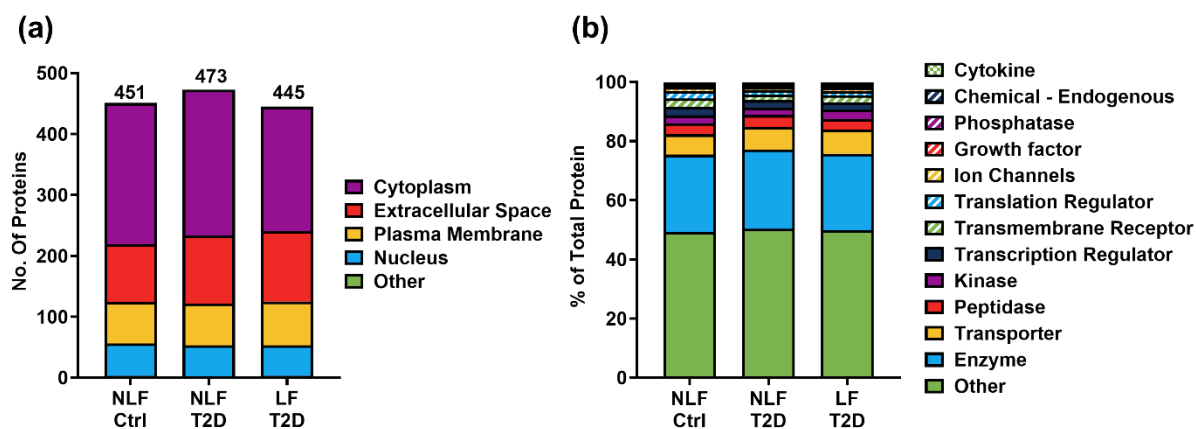 (a)
No. Of Proteins
500
400
300
200
100
0
451
473
445
NLF
Ctrl
NLF
T2D
LF
T2D
Cytoplasm
Extracellular Space
Plasma Membrane
Nucleus
Other
(b)
% of Total Protein
100
80
60
40
20
0
NLF
Ctrl
NLF
T2D
LF
T2D
Cytokine
Chemical - Endogenous
Phosphatase
Growth factor
Ion Channels
Translation Regulator
Transmembrane Receptor
Transcription Regulator
Kinase
Peptidase
Transporter
Enzyme
Other